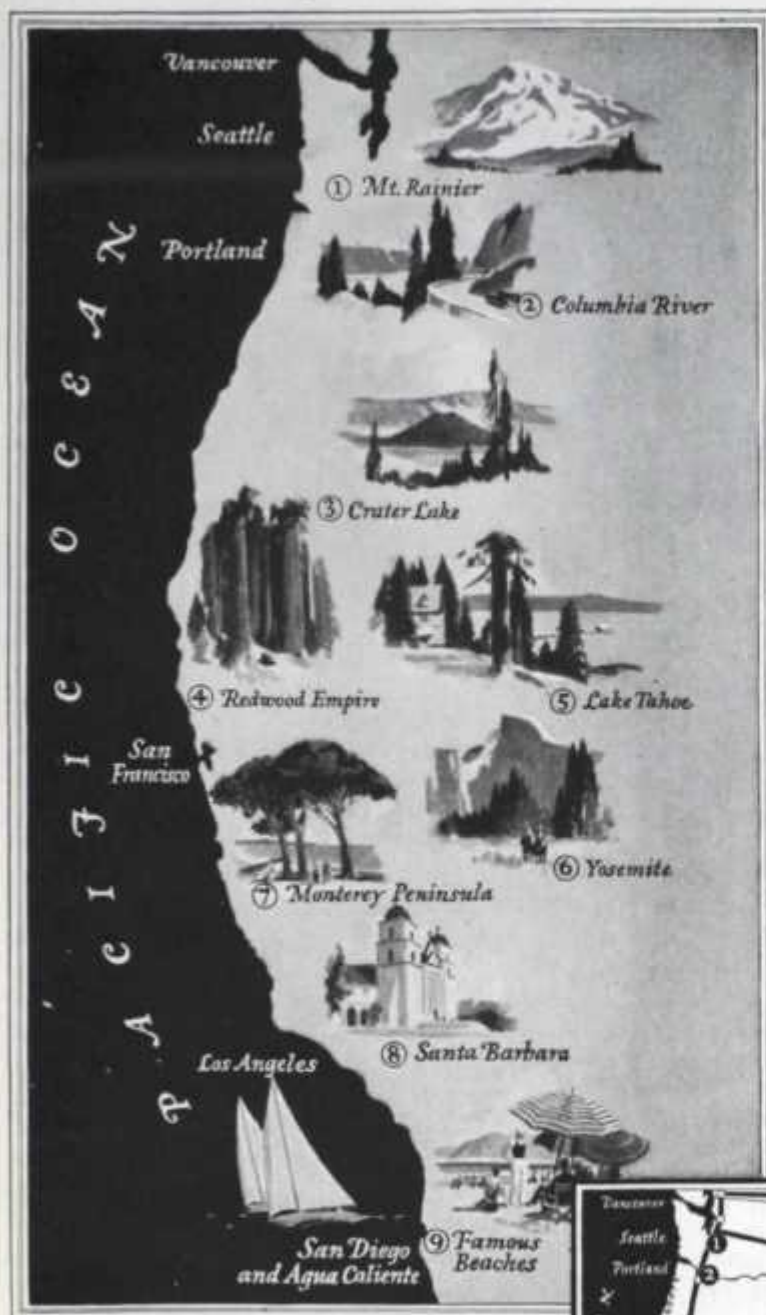 Vancouver
Seattle
① Mt. Rainier
Portland
② Columbia River
PACIFIC OCEAN
③ Crater Lake
④ Redwood Empire
⑤ Lake Tahoe
San
Francisco
⑥ Yosemite
⑦ Monterey Peninsula
⑧ Santa Barbara
Los Angeles
San Diego
and Agua Caliente
⑨ Famous
Beaches
Vancouver
Seattle
1
Portland
2
N